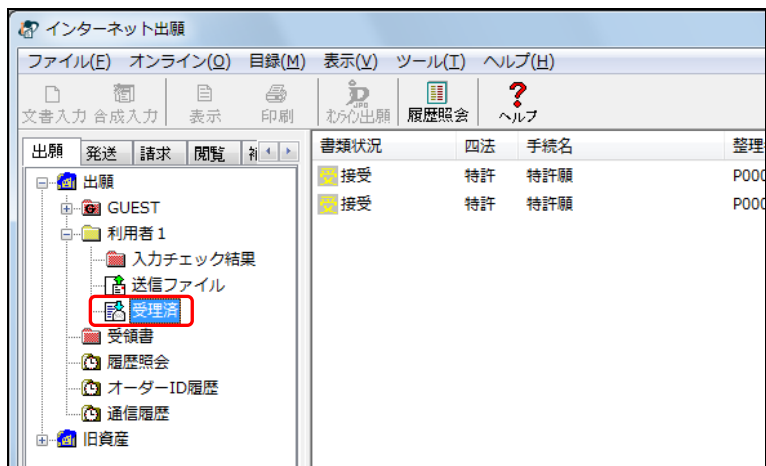 インターネット出願
ファイル(F) オンライン(O) 目録(M) 表示(V) ツール(T) ヘルプ(H)
文書入力 合成入力 表示 印刷 オンライン出願 履歴照会 ヘルプ
出願 発送 請求 閲覧
書類状況 四法 手続名 整理
受 接受 特許 特許願 P000
受 接受 特許 特許願 P000
出願
GUEST
利用者1
入力チェック結果
送信ファイル
受理済
受領書
履歴照会
オーダーID履歴
通信履歴
旧資産